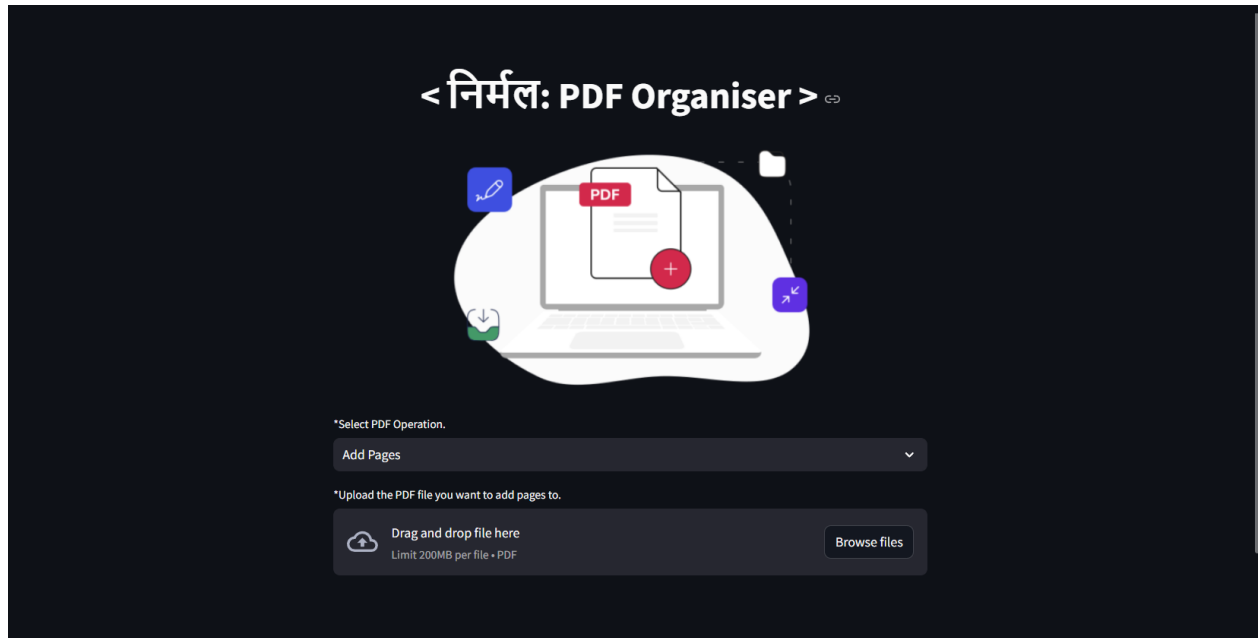 < निर्मल: PDF Organiser >
PDF
*Select PDF Operation.
Add Pages
*Upload the PDF file you want to add pages to.
Drag and drop file here
Limit 200MB per file • PDF
Browse files